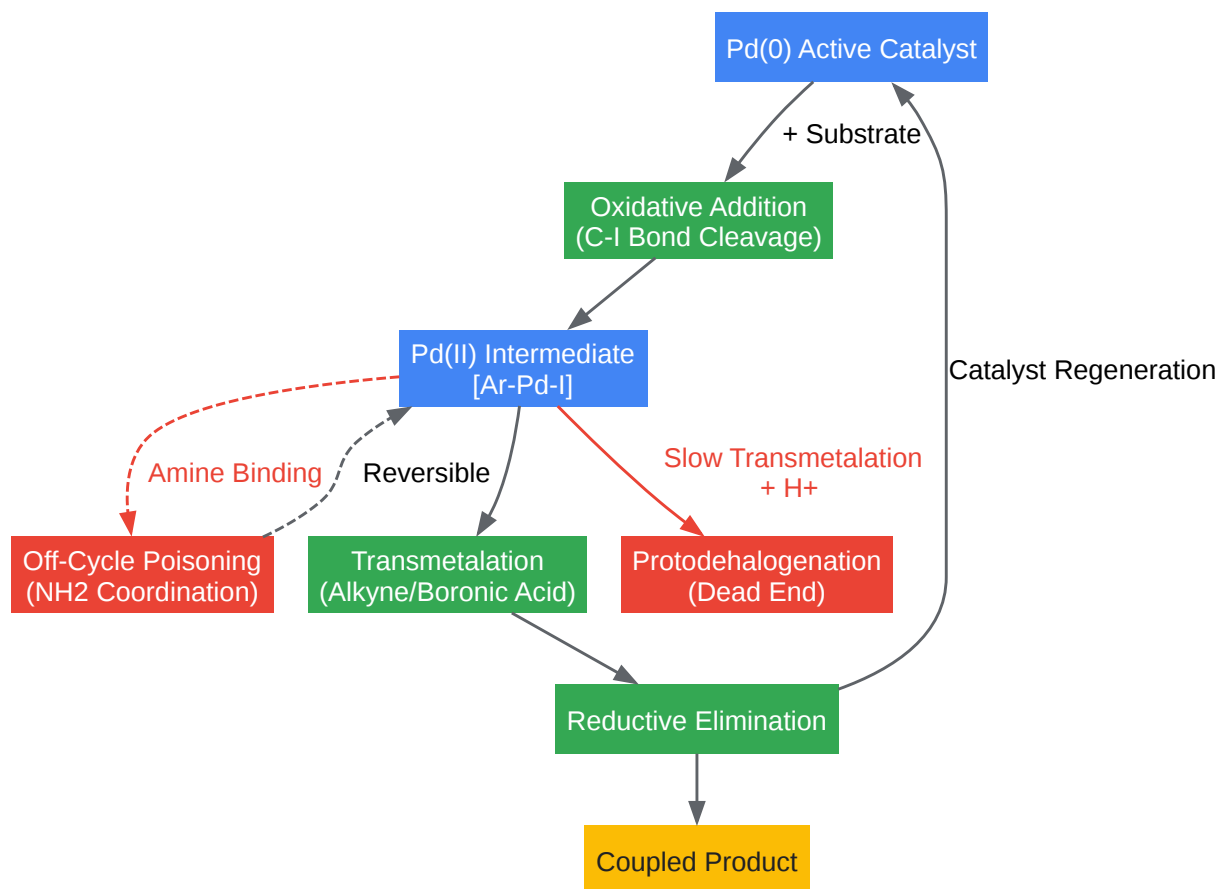 Pd(0) Active Catalyst
+ Substrate
Oxidative Addition
(C-I Bond Cleavage)
Pd(II) Intermediate
[Ar-Pd-I]
Catalyst Regeneration
Amine Binding
Reversible
Slow Transmetalation
+ H+
Off-Cycle Poisoning
(NH2 Coordination)
Transmetalation
(Alkyne/Boronic Acid)
Protodehalogenation
(Dead End)
Reductive Elimination
Coupled Product